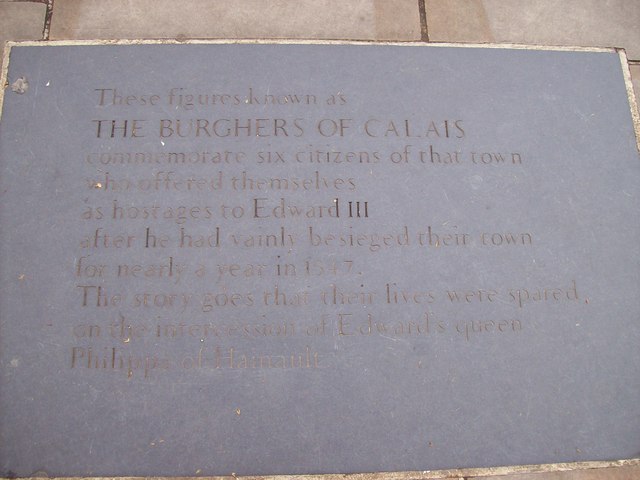 These figures known as
THE BURGHERS OF CALAIS
commemorate six citizens of that town
who offered themselves
as hostages to Edward III
after he had vainly besieged their town
for nearly a year in 1347.
The story goes that their lives were spared,
on the intercession of Edward's queen
Philippa of Hainault.